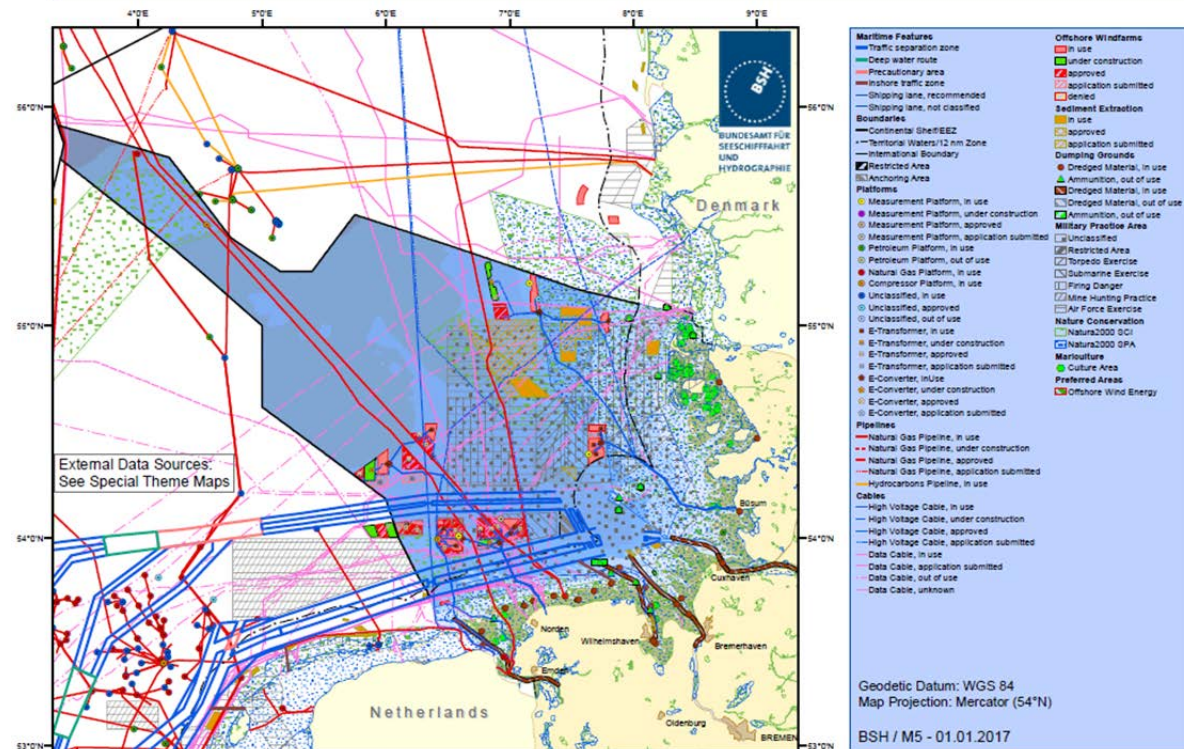 4°0'E 5°0'E 6°0'E 7°0'E 8°0'E 9°0'E
56°0'N 56°0'N
55°0'N 55°0'N
54°0'N 54°0'N
53°0'N 53°0'N
BSH
BUNDESAMT FÜR
SEESCHIFFFAHRT
UND
HYDROGRAPHIE
Denmark
External Data Sources:
See Special Theme Maps
Büsum
Cuxhaven
Norden
Wilhelmshaven
Bremerhaven
Emden
Netherlands
Oldenburg
BREMEN
Maritime Features
Traffic separation zone
Deep water route
Precautionary area
Inshore traffic zone
Shipping lane, recommended
Shipping lane, not classified
Boundaries
Continental Shelf/EEZ
Territorial Waters/12 nm Zone
International Boundary
Restricted Area
Anchoring Area
Platforms
Measurement Platform, in use
Measurement Platform, under construction
Measurement Platform, approved
Measurement Platform, application submitted
Petroleum Platform, in use
Petroleum Platform, out of use
Natural Gas Platform, in use
Compressor Platform, in use
Unclassified, in use
Unclassified, approved
Unclassified, out of use
E-Transformer, in use
E-Transformer, under construction
E-Transformer, approved
E-Transformer, application submitted
E-Converter, inUse
E-Converter, under construction
E-Converter, approved
E-Converter, application submitted
Pipelines
Natural Gas Pipeline, in use
Natural Gas Pipeline, under construction
Natural Gas Pipeline, approved
Natural Gas Pipeline, application submitted
Hydrocarbons Pipeline, in use
Cables
High Voltage Cable, in use
High Voltage Cable, under construction
High Voltage Cable, approved
High Voltage Cable, application submitted
Data Cable, in use
Data Cable, application submitted
Data Cable, out of use
Data Cable, unknown
Offshore Windfarms
in use
under construction
approved
application submitted
denied
Sediment Extraction
in use
approved
application submitted
Dumping Grounds
Dredged Material, in use
Ammunition, out of use
Dredged Material, in use
Dredged Material, out of use
Ammunition, out of use
Military Practice Area
Unclassified
Restricted Area
Torpedo Exercise
Submarine Exercise
Firing Danger
Mine Hunting Practice
Air Force Exercise
Nature Conservation
Natura2000 SCI
Natura2000 SPA
Mariculture
Culture Area
Preferred Areas
Offshore Wind Energy
Geodetic Datum: WGS 84
Map Projection: Mercator (54°N)
BSH / M5 - 01.01.2017